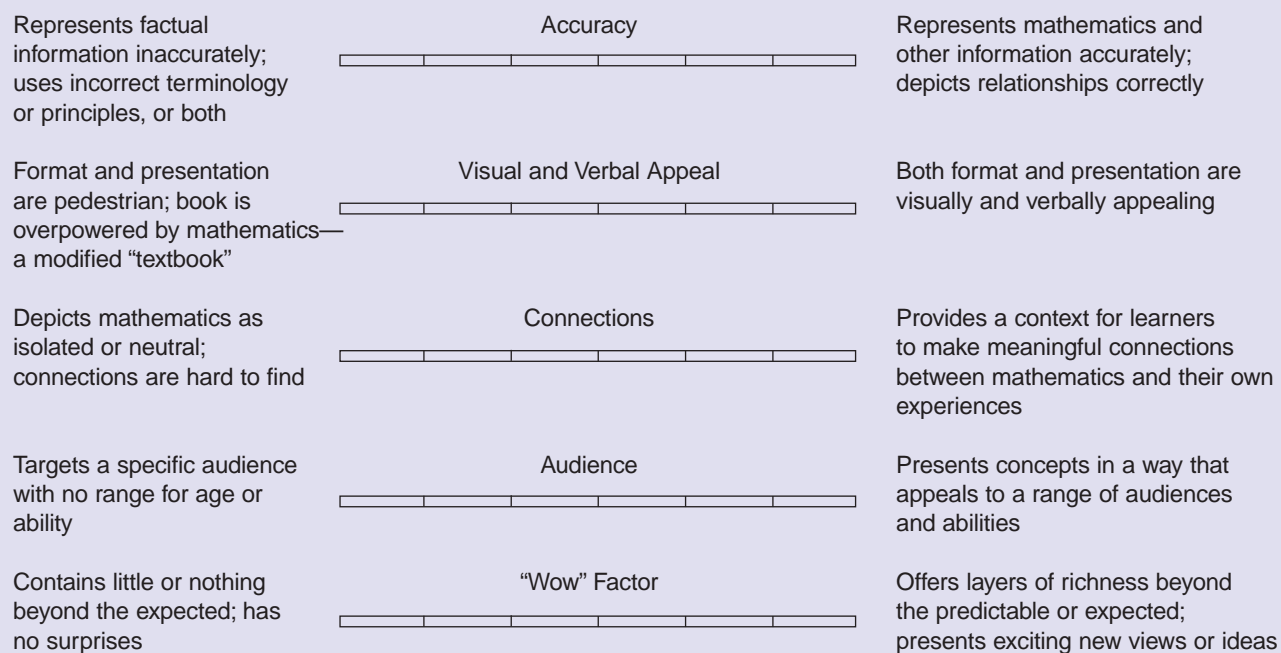 Represents factual
information inaccurately;
uses incorrect terminology
or principles, or both
Accuracy
Represents mathematics and
other information accurately;
depicts relationships correctly
Format and presentation
are pedestrian; book is
overpowered by mathematics—
a modified “textbook”
Visual and Verbal Appeal
Both format and presentation are
visually and verbally appealing
Depicts mathematics as
isolated or neutral;
connections are hard to find
Connections
Provides a context for learners
to make meaningful connections
between mathematics and their own
experiences
Targets a specific audience
with no range for age or
ability
Audience
Presents concepts in a way that
appeals to a range of audiences
and abilities
Contains little or nothing
beyond the expected; has
no surprises
“Wow” Factor
Offers layers of richness beyond
the predictable or expected;
presents exciting new views or ideas